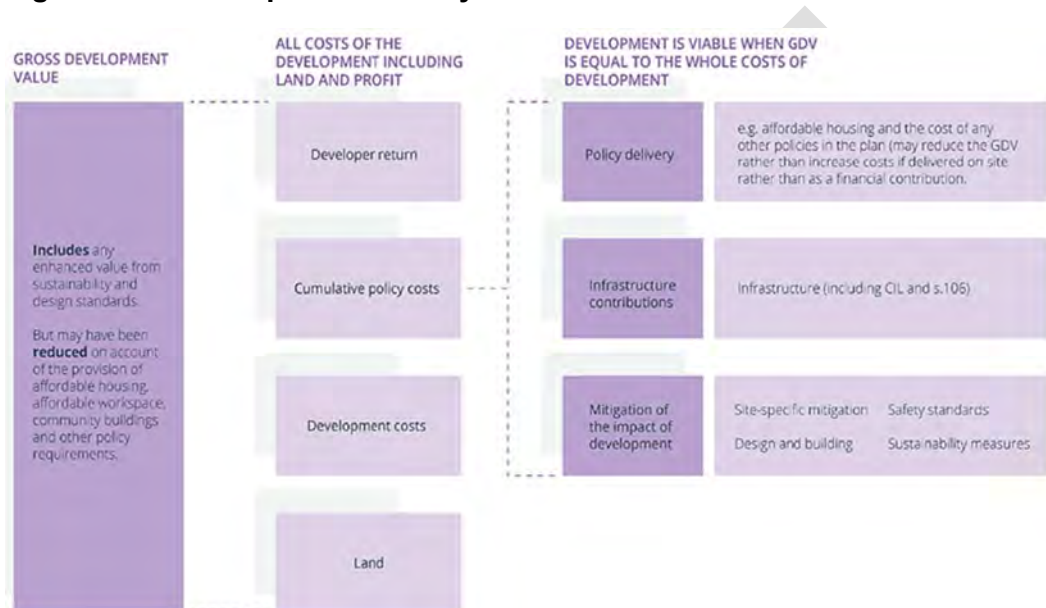 GROSS DEVELOPMENT
VALUE
Includes any
enhanced value from
sustainability and
design standards.
But may have been
reduced on account
of the provision of
affordable housing,
affordable workspace,
community buildings
and other policy
requirements.
ALL COSTS OF THE
DEVELOPMENT INCLUDING
LAND AND PROFIT
Developer return
Cumulative policy costs
Development costs
Land
DEVELOPMENT IS VIABLE WHEN GDV
IS EQUAL TO THE WHOLE COSTS OF
DEVELOPMENT
Policy delivery
e.g. affordable housing and the cost of any
other policies in the plan (may reduce the GDV
rather than increase costs if delivered on site
rather than as a financial contribution.
Infrastructure
contributions
Infrastructure (including CIL and s.106)
Mitigation of
the impact of
development
Site-specific mitigation Safety standards
Design and building Sustainability measures